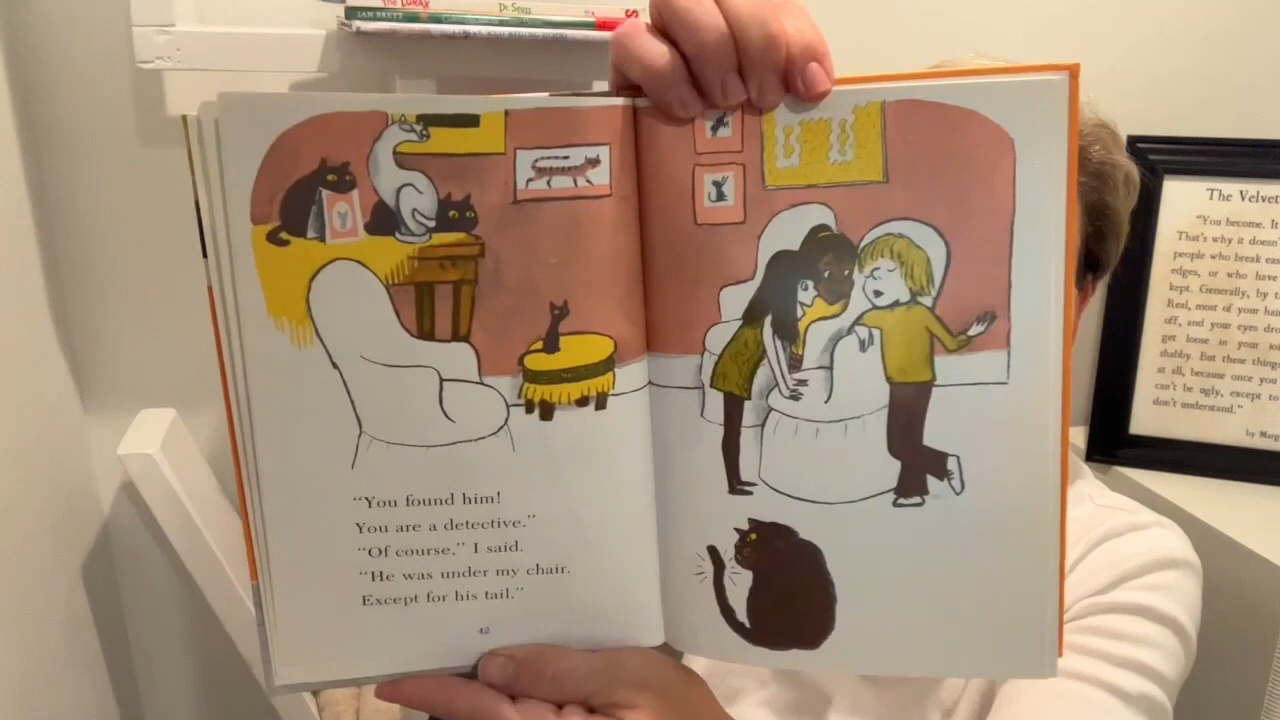 The LORAX Dr. Seuss
JAN BRETT
"You found him!
You are a detective."
"Of course," I said.
"He was under my chair.
Except for his tail."
42
The Velvet
"You become. It
That's why it doesn
people who break eas
edges, or who have
kept. Generally, by t
Real, most of your hai
off, and your eyes dro
get loose in your joi
shabby. But these thing
at all, because once you
can't be ugly, except to
don't understand."
by Marg